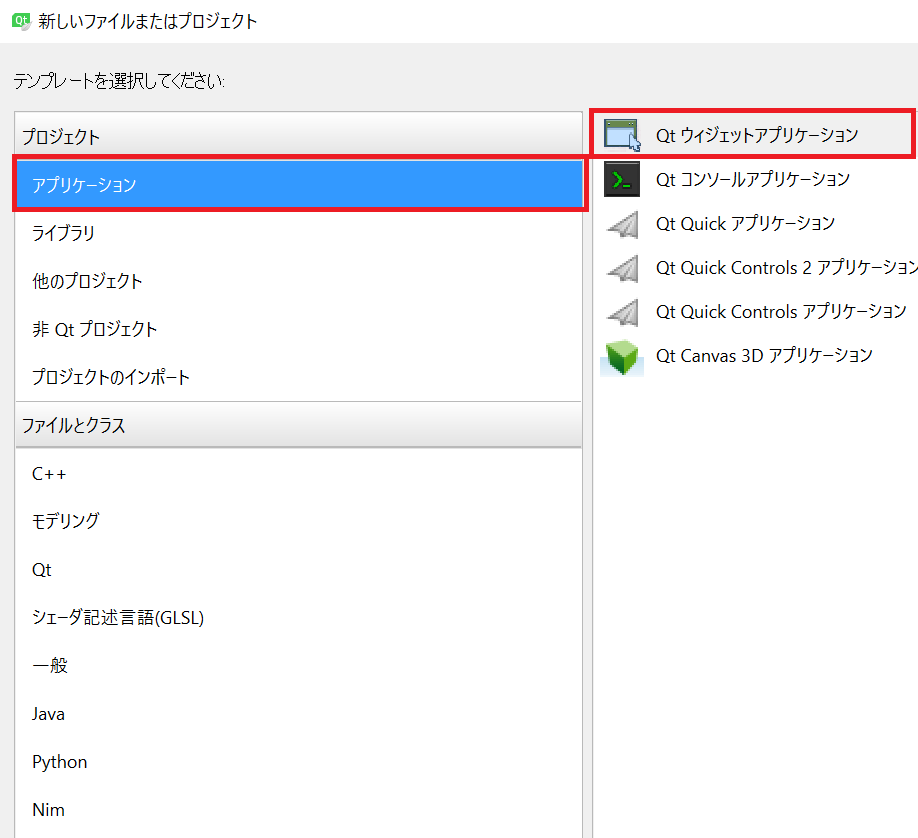 Qt 新しいファイルまたはプロジェクト
テンプレートを選択してください:
プロジェクト
アプリケーション
ライブラリ
他のプロジェクト
非 Qt プロジェクト
プロジェクトのインポート
ファイルとクラス
C++
モデリング
Qt
シェーダ記述言語(GLSL)
一般
Java
Python
Nim
Qt ウィジェットアプリケーション
>_
Qt コンソールアプリケーション
Qt Quick アプリケーション
Qt Quick Controls 2 アプリケーション
Qt Quick Controls アプリケーション
Qt Canvas 3D アプリケーション